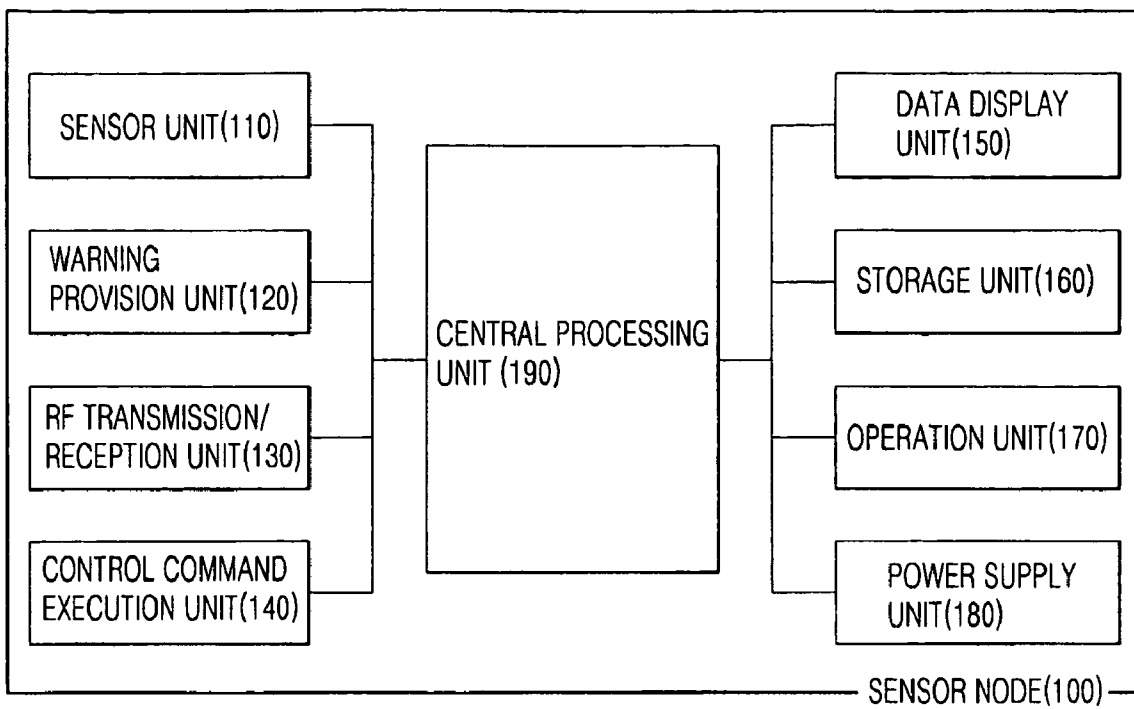 SENSOR UNIT(110)
WARNING
PROVISION UNIT(120)
RF TRANSMISSION/
RECEPTION UNIT(130)
CONTROL COMMAND
EXECUTION UNIT(140)
CENTRAL PROCESSING
UNIT (190)
DATA DISPLAY
UNIT(150)
STORAGE UNIT(160)
OPERATION UNIT(170)
POWER SUPPLY
UNIT(180)
SENSOR NODE(100)